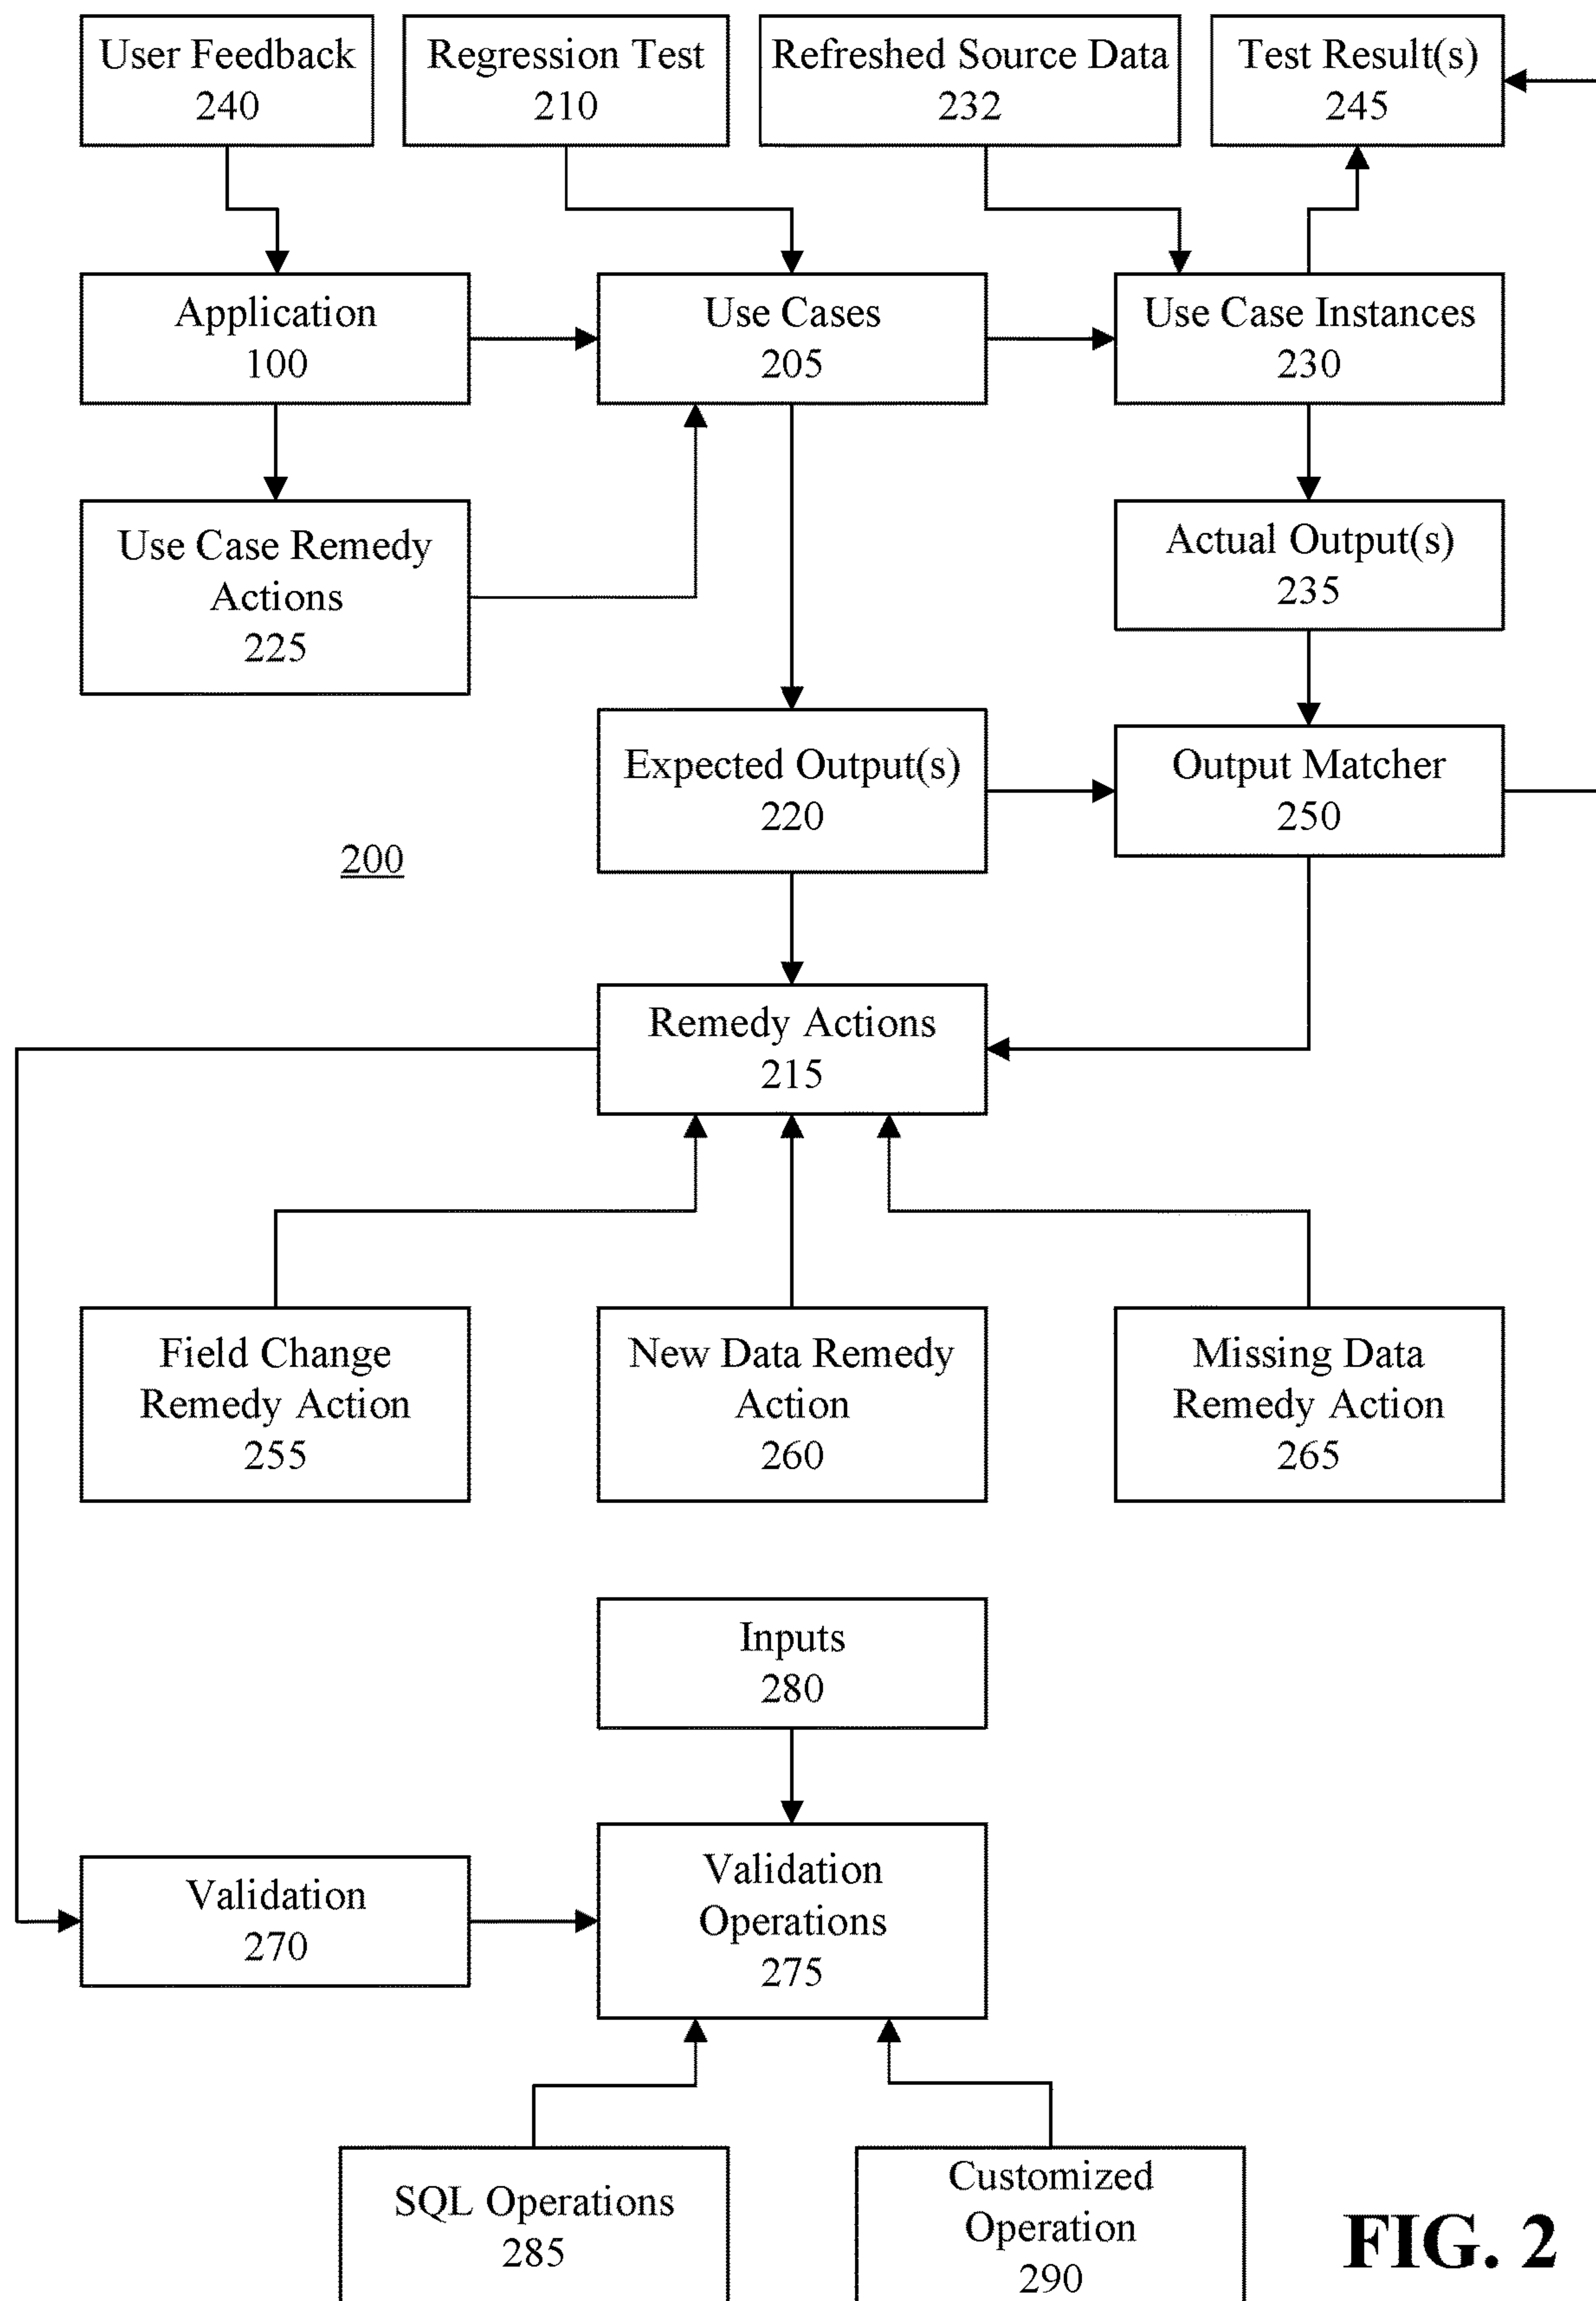 User Feedback
240
Regression Test
210
Refreshed Source Data
232
Test Result(s)
245
Application
100
Use Cases
205
Use Case Instances
230
Use Case Remedy
Actions
225
Actual Output(s)
235
Expected Output(s)
220
Output Matcher
250
200
Remedy Actions
215
Field Change
Remedy Action
255
New Data Remedy
Action
260
Missing Data
Remedy Action
265
Inputs
280
Validation
270
Validation
Operations
275
SQL Operations
285
Customized
Operation
290
FIG. 2